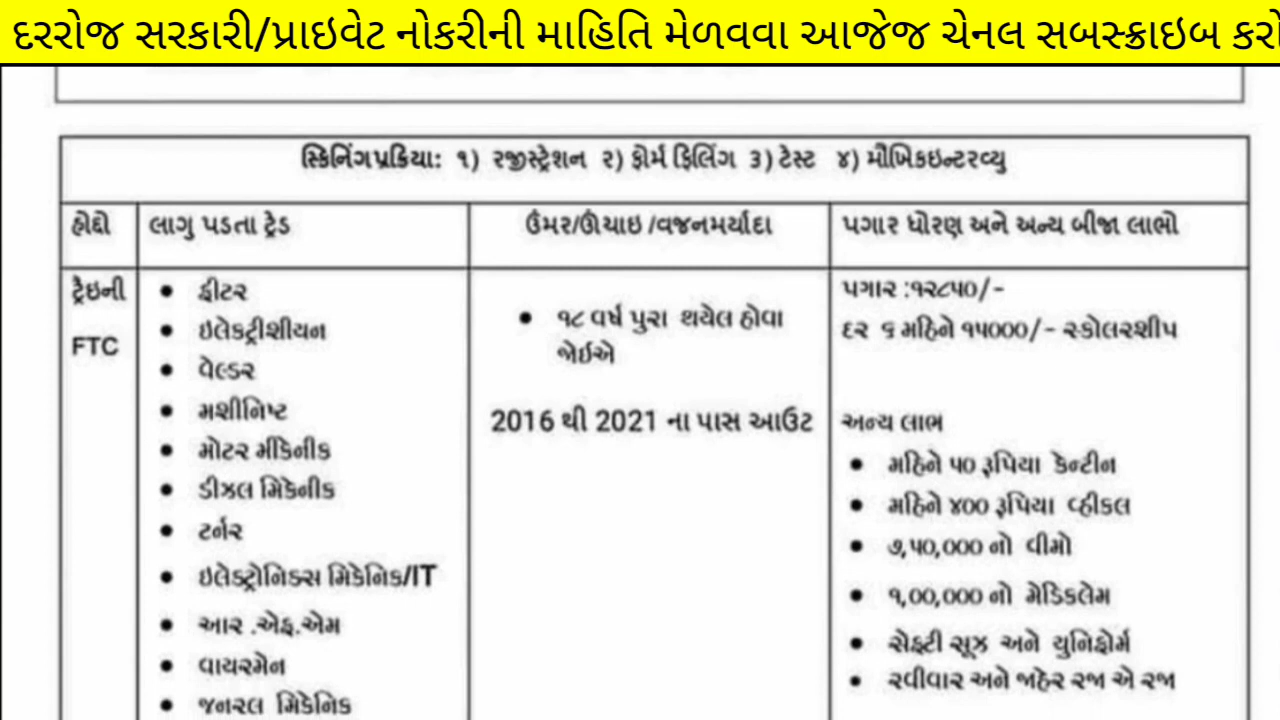 દરરોજ સરકારી/પ્રાઇવેટ નોકરીની માહિતિ મેળવવા આજેજ ચેનલ સબસ્ક્રાઇબ કરો
સ્કિનિંગપ્રકિયા: ૧) રજીસ્ટ્રેશન ૨) ફોર્મ ફિલિંગ ૩) ટેસ્ટ ૪) મૌખિકઇન્ટરવ્યુ
હોદ્દો
લાગુ પડતા ટ્રેડ
ઉંમર/ઊંચાઇ /વજનમર્યાદા
પગાર ધોરણ અને અન્ય બીજા લાભો
ટ્રેઇની
FTC
ફીટર
ઇલેકટ્રીશીયન
વેલ્ડર
મશીનિષ્ટ
મોટર મીકેનીક
ડીઝલ મિકેનીક
ટર્નર
ઇલેક્ટ્રોનિક્સ મિકેનિક/IT
આર .એફ.એમ
વાયરમેન
જનરલ મિકેનિક
૧૮ વર્ષ પુરા થયેલ હોવા
જોઇએ
2016 થી 2021 ના પાસ આઉટ
પગાર :૧૨૮૫૦/-
દર ૬ મહિને ૧૫૦૦૦/- સ્કોલરશીપ
અન્ય લાભ
મહિને ૫૦ રૂપિયા કેન્ટીન
મહિને ૪૦૦ રૂપિયા વ્હીકલ
૭,૫૦,૦૦૦ નો વીમો
૧,૦૦,૦૦૦ નો મેડિકલેમ
સેફ્ટી સૂઝ અને યુનિફોર્મ
રવીવાર અને જાહેર રજા એ રજા